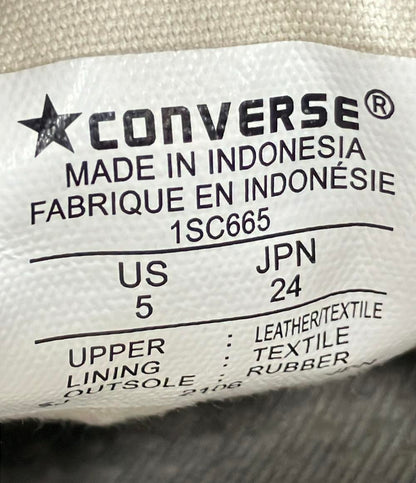 ★CONVERSE®
MADE IN INDONESIA
FABRIQUE EN INDONÉSIE
1SC665
US JPN
5 24
UPPER : LEATHER/TEXTILE
LINING : TEXTILE
OUTSOLE : RUBBER
2106